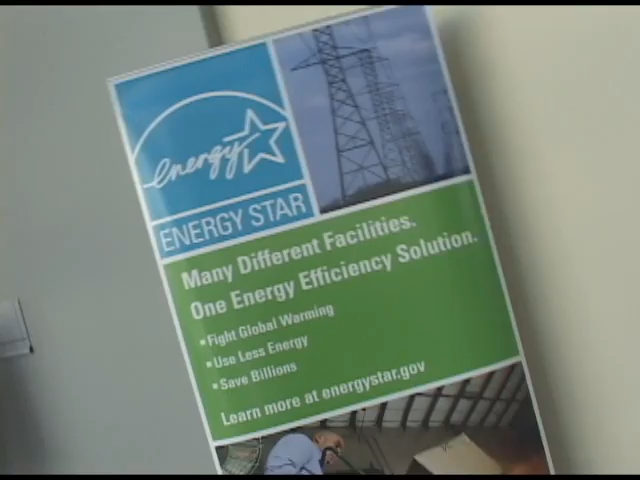 energy
ENERGY STAR
Many Different Facilities.
One Energy Efficiency Solution.
▪Fight Global Warming
▪Use Less Energy
▪Save Billions
Learn more at energystar.gov